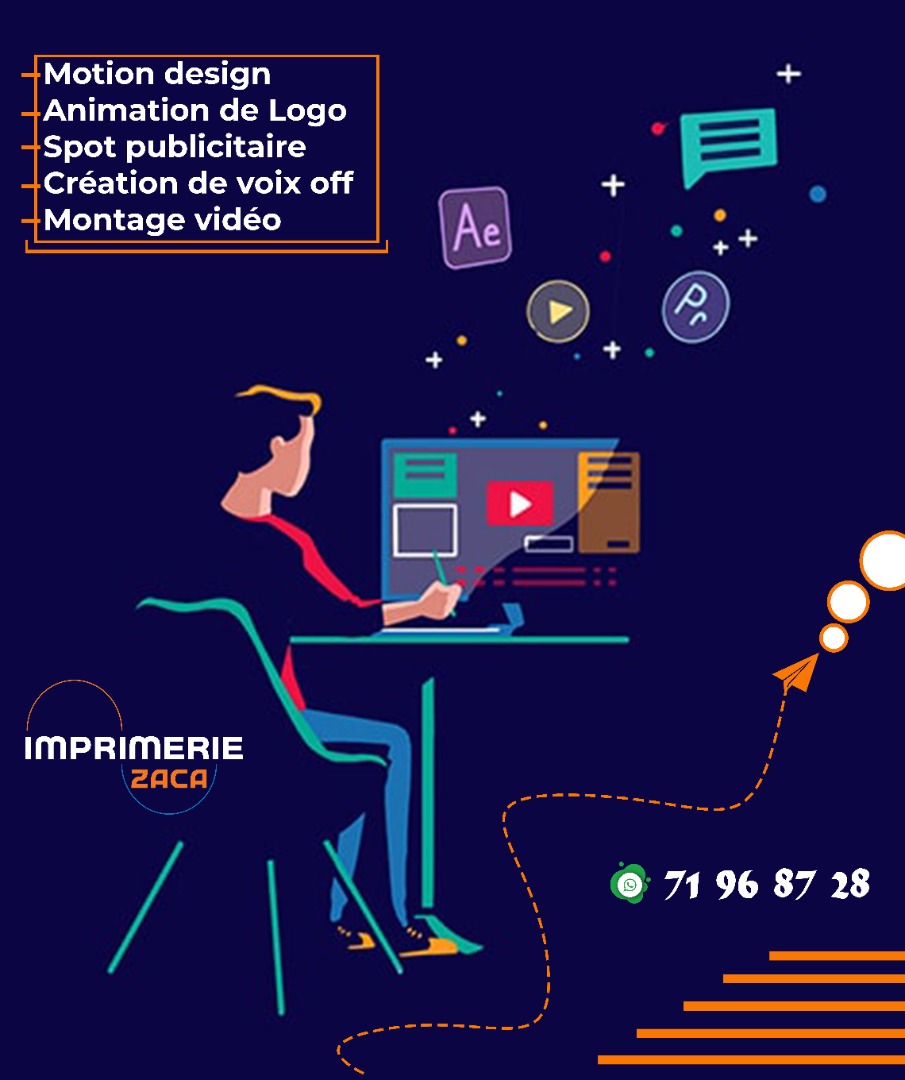 Motion design
Animation de Logo
Spot publicitaire
Création de voix off
Montage vidéo
Ae
Pr
IMPRIMERIE
ZACA
71 96 87 28